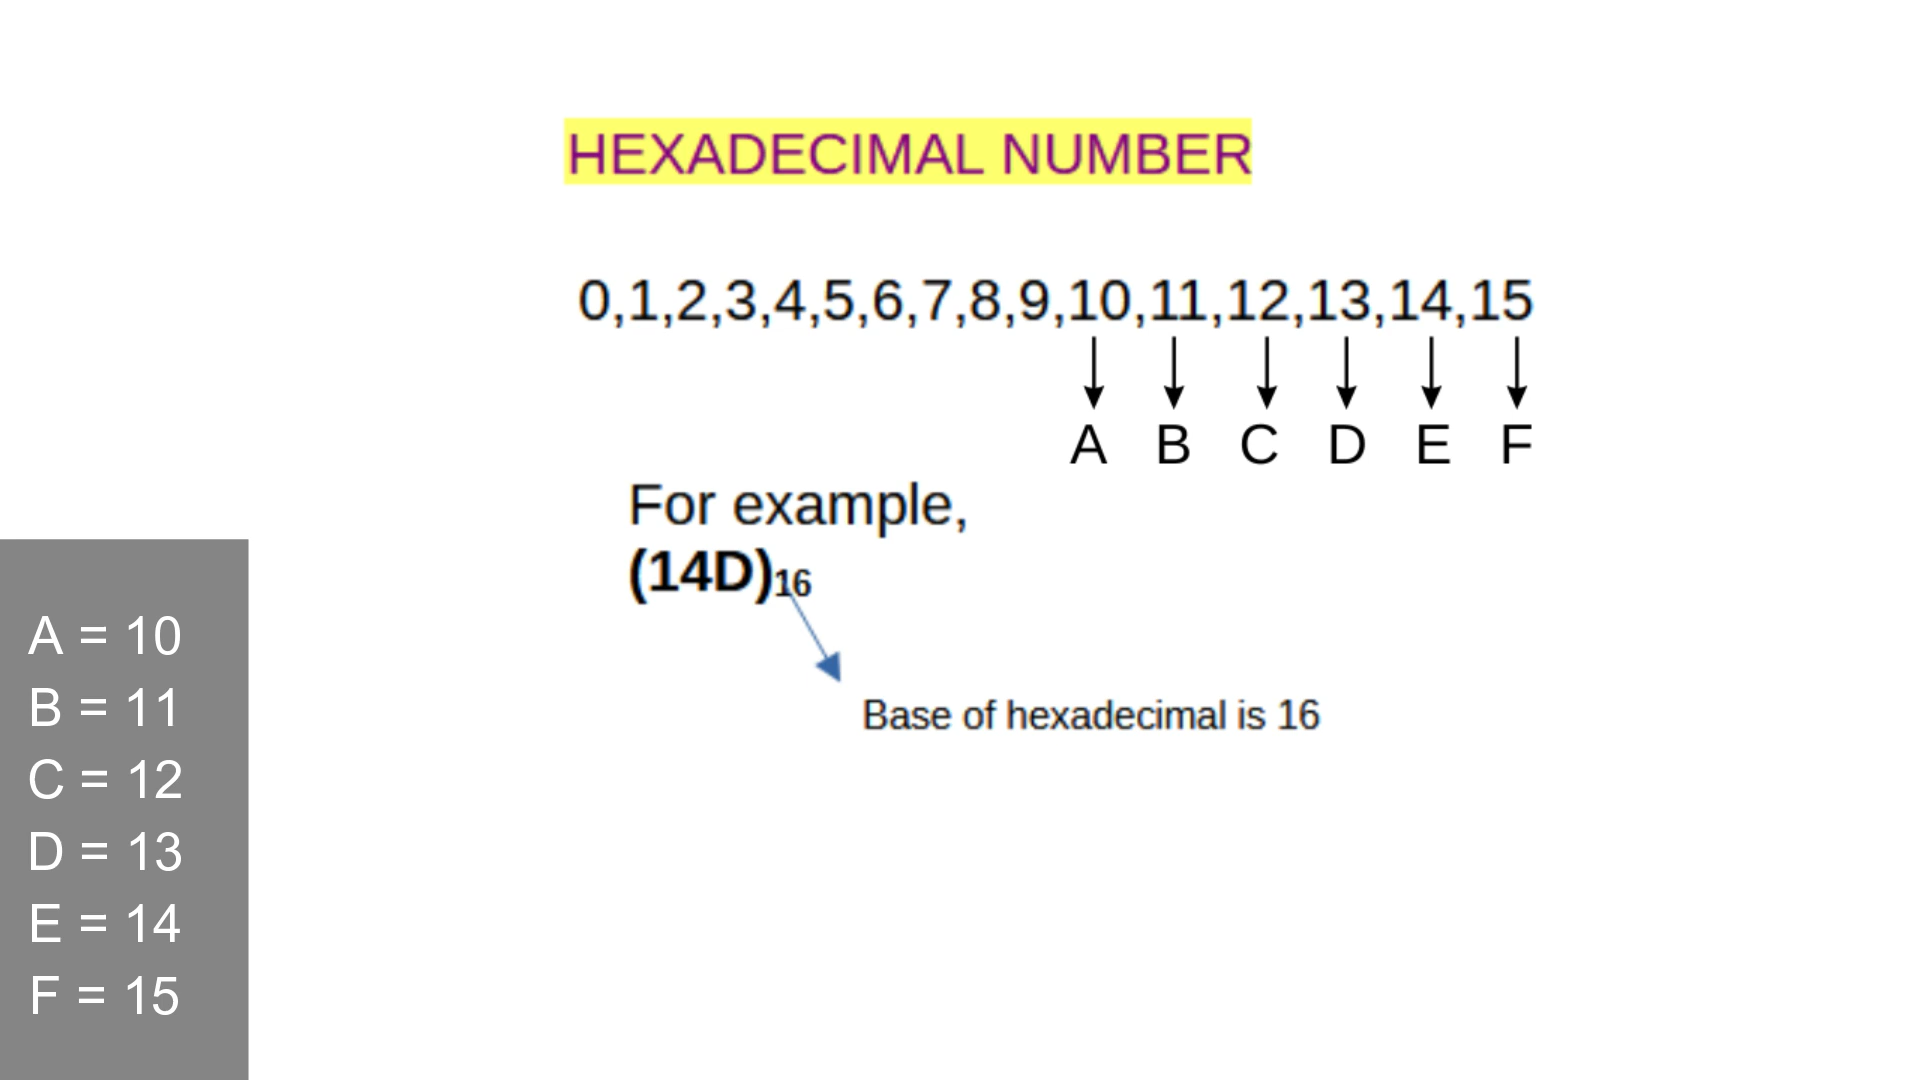 HEXADECIMAL NUMBER
0,1,2,3,4,5,6,7,8,9,10,11,12,13,14,15
A B C D E F
For example,
(14D)₁₆
Base of hexadecimal is 16
A = 10
B = 11
C = 12
D = 13
E = 14
F = 15